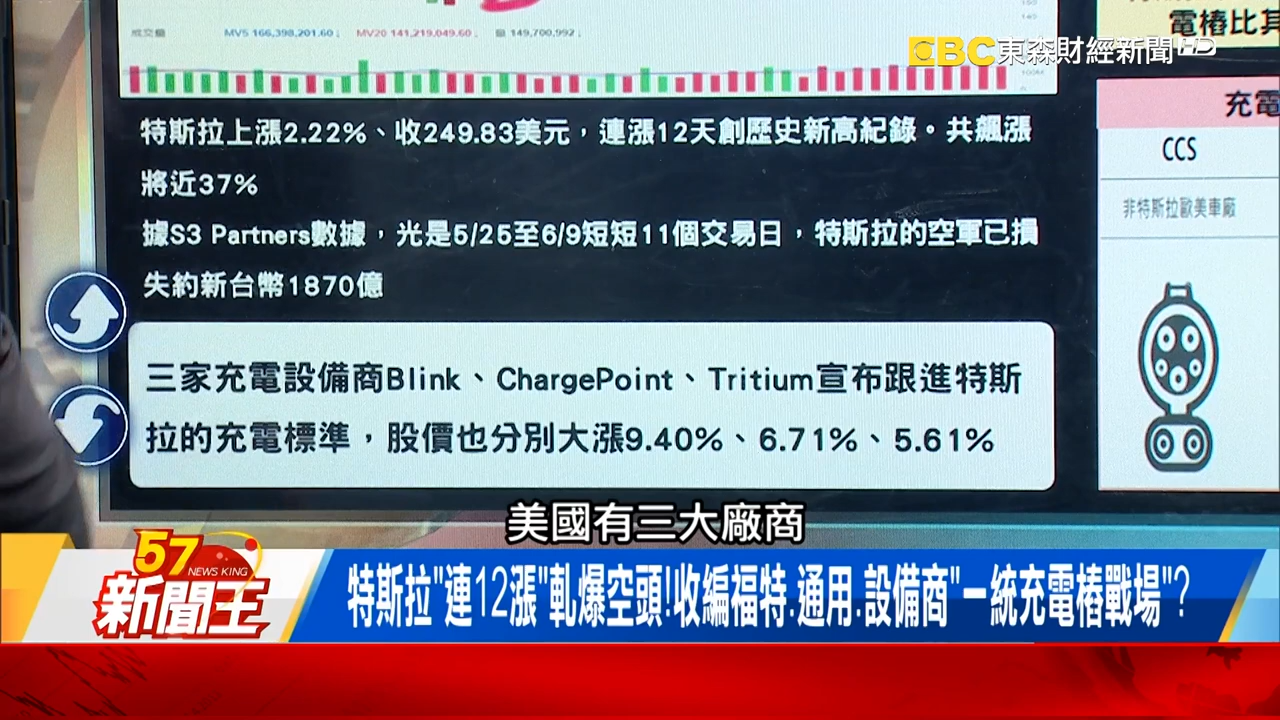 成交量 MV5 166,398,201.60↓ MV20 141,219,049.60↓ 量 149,700,992↓
140
100M
電樁比其
EBC東森財經新聞HD
特斯拉上漲2.22%、收249.83美元，連漲12天創歷史新高紀錄。共飆漲
將近37%
據S3 Partners數據，光是5/25至6/9短短11個交易日，特斯拉的空軍已損
失約新台幣1870億
三家充電設備商Blink、ChargePoint、Tritium宣布跟進特斯
拉的充電標準，股價也分別大漲9.40%、6.71%、5.61%
充電
CCS
非特斯拉歐美車廠
美國有三大廠商
57
NEWS KING
新聞王
特斯拉"連12漲"軋爆空頭!收編福特.通用.設備商"一統充電樁戰場"?